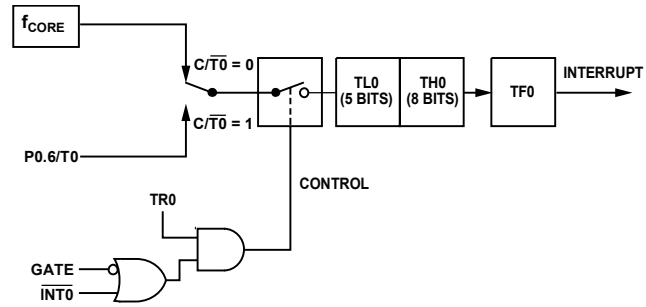 fCORE
C/T0 = 0
C/T0 = 1
P0.6/T0
TL0
(5 BITS)
TH0
(8 BITS)
TF0
INTERRUPT
CONTROL
TR0
GATE
INT0